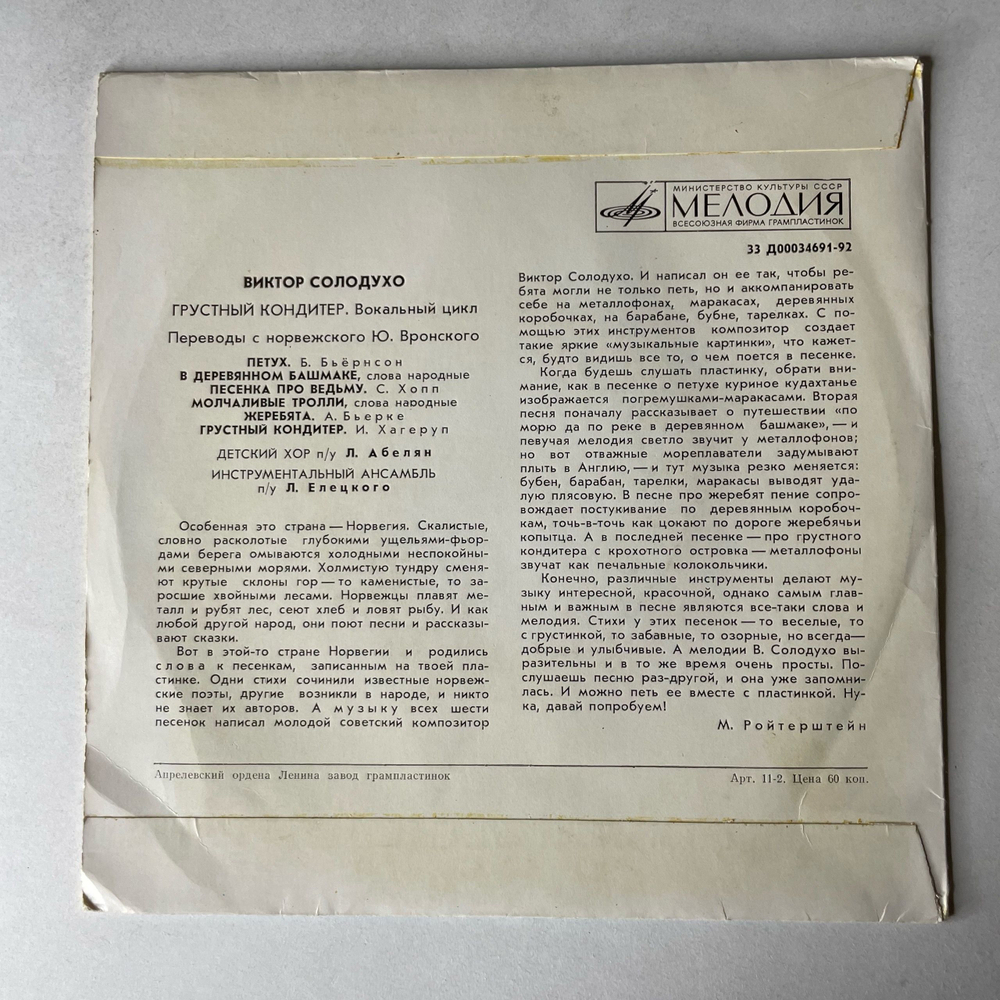 МИНИСТЕРСТВО КУЛЬТУРЫ СССР
МЕЛОДИЯ
ВСЕСОЮЗНАЯ ФИРМА ГРАМПЛАСТИНОК
33 Д00034691-92
ВИКТОР СОЛОДУХО
ГРУСТНЫЙ КОНДИТЕР. Вокальный цикл
Переводы с норвежского Ю. Вронского
ПЕТУХ. Б. Бьёрнсон
В ДЕРЕВЯННОМ БАШМАКЕ, слова народные
ПЕСЕНКА ПРО ВЕДЬМУ. С. Хопп
МОЛЧАЛИВЫЕ ТРОЛЛИ, слова народные
ЖЕРЕБЯТА. А. Бьерке
ГРУСТНЫЙ КОНДИТЕР. И. Хагеруп
ДЕТСКИЙ ХОР п/у Л. Абелян
ИНСТРУМЕНТАЛЬНЫЙ АНСАМБЛЬ
п/у Л. Елецкого
Особенная это страна — Норвегия. Скалистые,
словно расколотые глубокими ущельями-фьор-
дами берега омываются холодными неспокойны-
ми северными морями. Холмистую тундру сменя-
ют крутые склоны гор — то каменистые, то за-
росшие хвойными лесами. Норвежцы плавят ме-
талл и рубят лес, сеют хлеб и ловят рыбу. И как
любой другой народ, они поют песни и рассказы-
вают сказки.
Вот в этой-то стране Норвегии и родились
слова к песенкам, записанным на твоей пла-
стинке. Одни стихи сочинили известные норвеж-
ские поэты, другие возникли в народе, и никто
не знает их авторов. А музыку всех шести
песенок написал молодой советский композитор
Виктор Солодухо. И написал он ее так, чтобы ре-
бята могли не только петь, но и аккомпанировать
себе на металлофонах, маракасах, деревянных
коробочках, на барабане, бубне, тарелках. С по-
мощью этих инструментов композитор создает
такие яркие «музыкальные картинки», что кажет-
ся, будто видишь все то, о чем поется в песенке.
Когда будешь слушать пластинку, обрати вни-
мание, как в песенке о петухе куриное кудахтанье
изображается погремушками-маракасами. Вторая
песня поначалу рассказывает о путешествии «по
морю да по реке в деревянном башмаке», — и
певучая мелодия светло звучит у металлофонов;
но вот отважные мореплаватели задумывают
плыть в Англию, — и тут музыка резко меняется:
бубен, барабан, тарелки, маракасы выводят уда-
лую плясовую. В песне про жеребят пение сопро-
вождает постукивание по деревянным коробоч-
кам, точь-в-точь как цокают по дороге жеребячьи
копытца. А в последней песенке — про грустного
кондитера с крохотного островка — металлофоны
звучат как печальные колокольчики.
Конечно, различные инструменты делают му-
зыку интересной, красочной, однако самым глав-
ным и важным в песне являются все-таки слова и
мелодия. Стихи у этих песенок — то веселые, то
с грустинкой, то забавные, то озорные, но всегда —
добрые и улыбчивые. А мелодии В. Солодухо вы-
разительны и в то же время очень просты. По-
слушаешь песню раз-другой, и она уже запомни-
лась. И можно петь ее вместе с пластинкой. Ну-
ка, давай попробуем!
М. Ройтерштейн
Апрелевский ордена Ленина завод грампластинок
Арт. 11-2. Цена 60 коп.